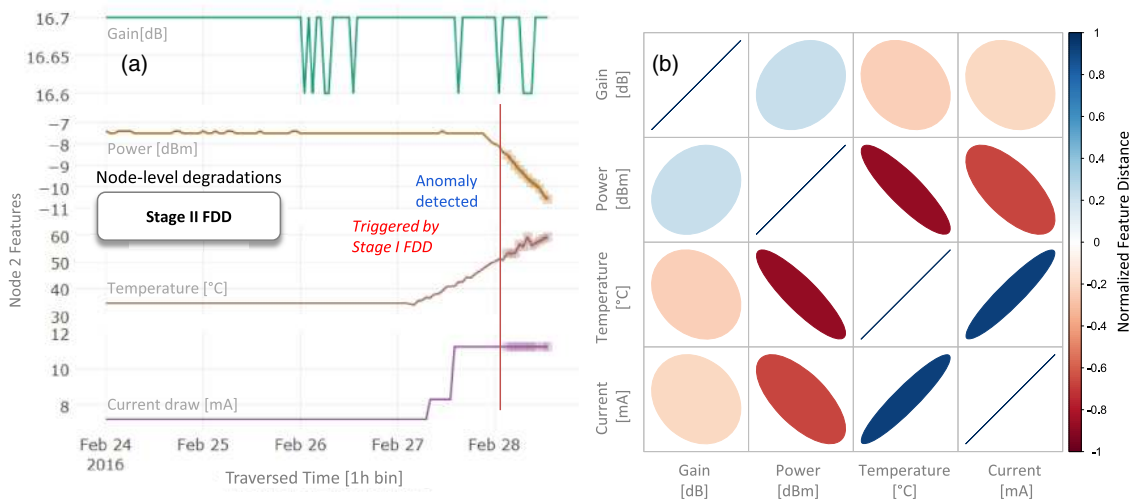 16.7
16.65
16.6
Gain[dB]
(a)
−7
−8
−9
−10
−11
Power [dBm]
Node-level degradations
Stage II FDD
Anomaly
detected
Triggered by
Stage I FDD
Node 2 Features
60
50
40
30
Temperature [°C]
12
10
8
Current draw [mA]
Feb 24
2016
Feb 25
Feb 26
Feb 27
Feb 28
Traversed Time [1h bin]
(b)
Gain
[dB]
Power
[dBm]
Temperature
[°C]
Current
[mA]
Gain
[dB]
Power
[dBm]
Temperature
[°C]
Current
[mA]
1
0.8
0.6
0.4
0.2
0
-0.2
-0.4
-0.6
-0.8
-1
Normalized Feature Distance